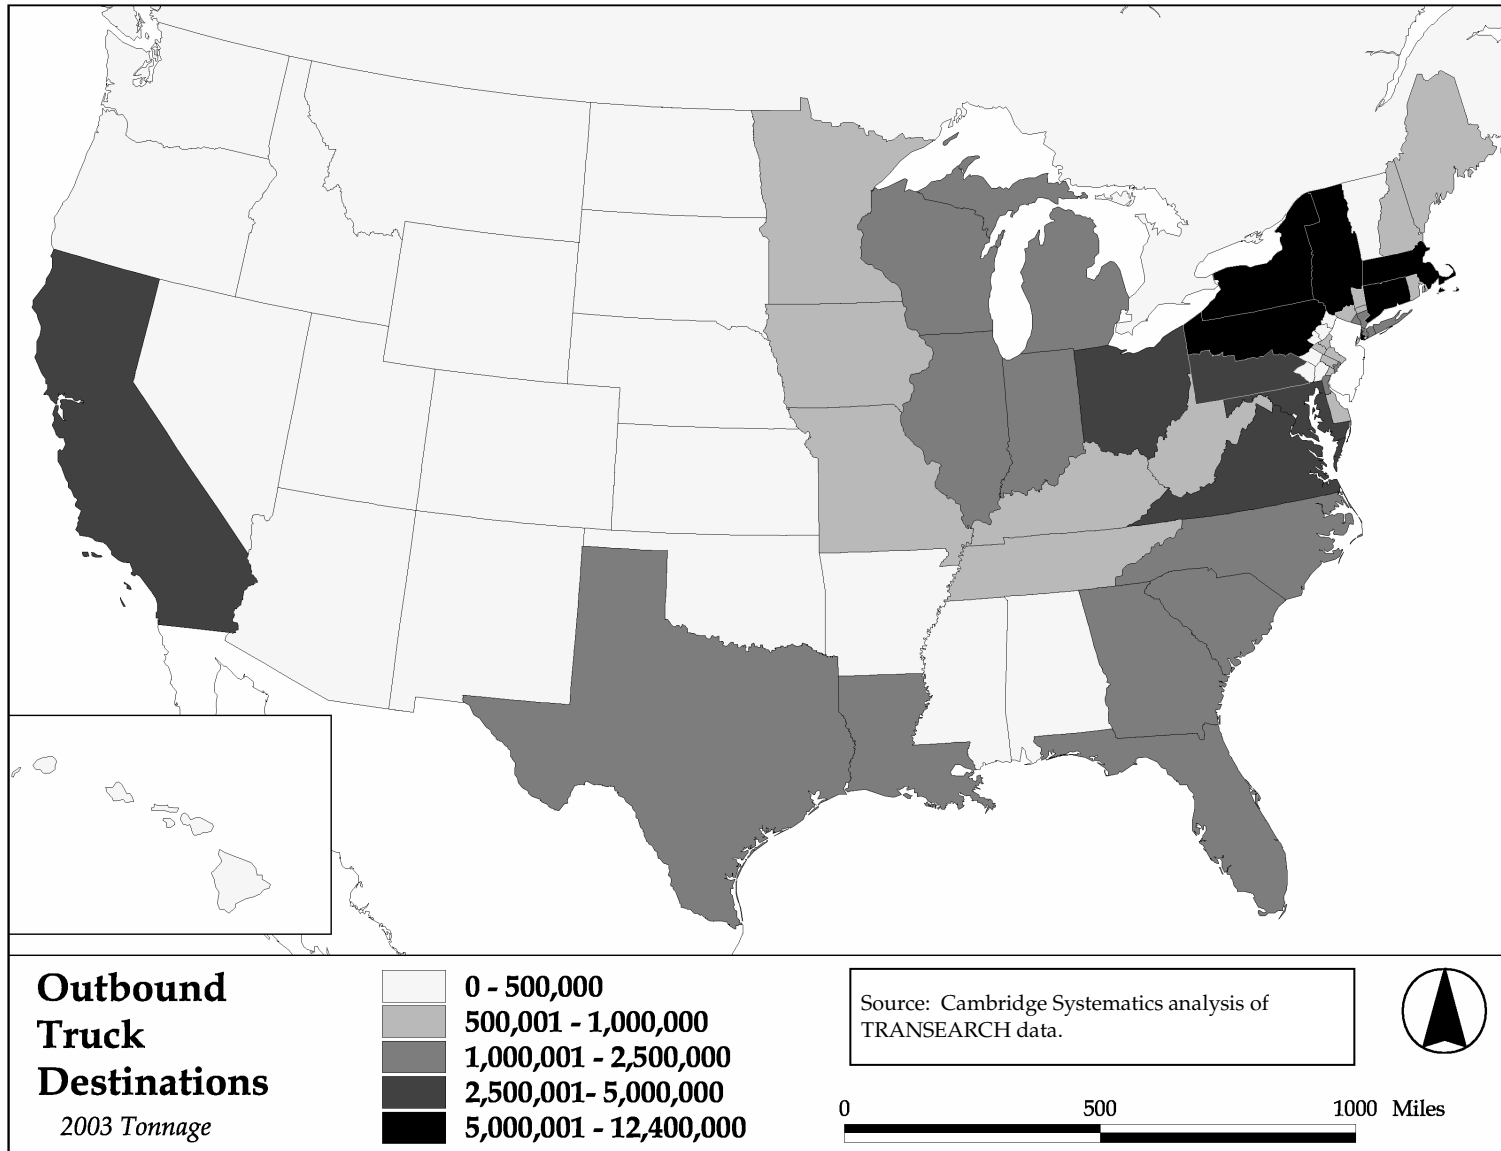 Outbound
Truck
Destinations
2003 Tonnage
0 - 500,000
500,001 - 1,000,000
1,000,001 - 2,500,000
2,500,001- 5,000,000
5,000,001 - 12,400,000
Source:  Cambridge Systematics analysis of
TRANSEARCH data.
0 500 1000 Miles